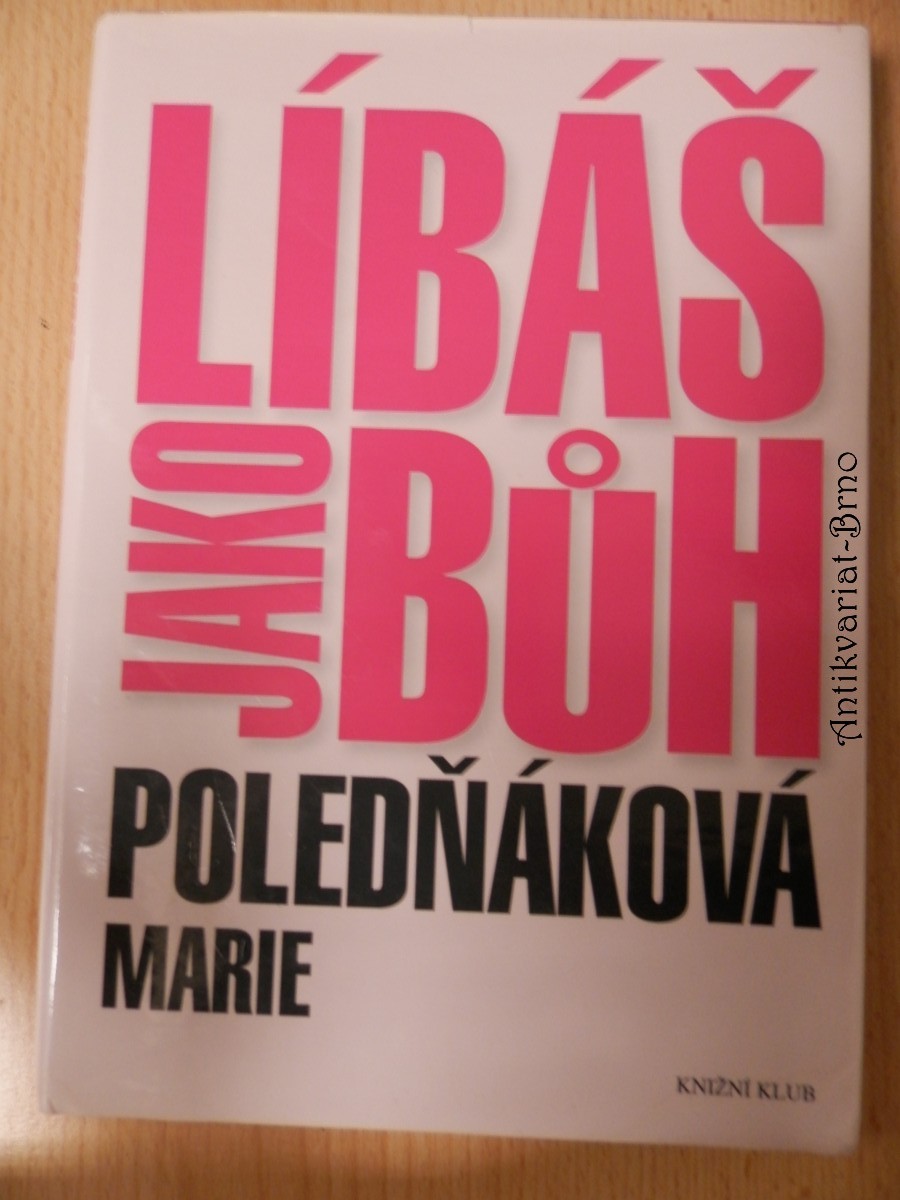 LÍBÁŠ
JAKO
BŮH
POLEDŇÁKOVÁ
MARIE
KNIŽNÍ KLUB
Antikvariat-Brno